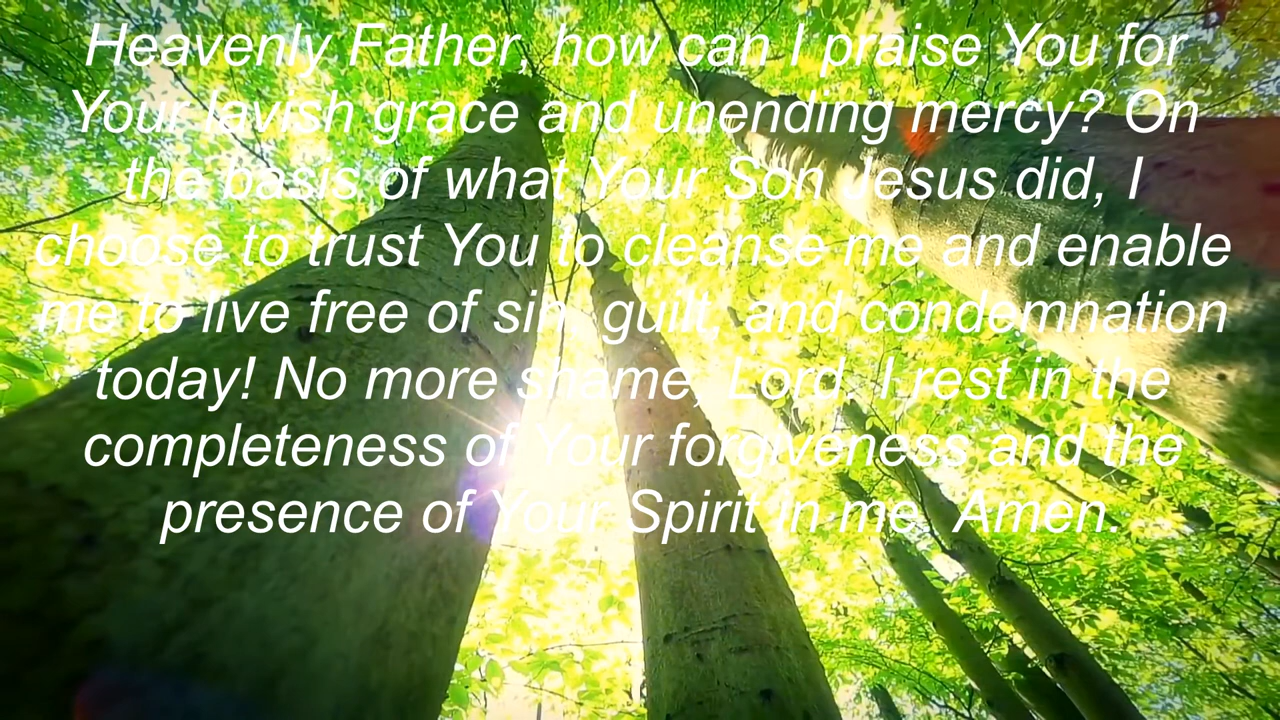 Heavenly Father, how can I praise You for
Your lavish grace and unending mercy? On
the basis of what Your Son Jesus did, I
choose to trust You to cleanse me and enable
me to live free of sin, guilt, and condemnation
today! No more shame, Lord. I rest in the
completeness of Your forgiveness and the
presence of Your Spirit in me. Amen.